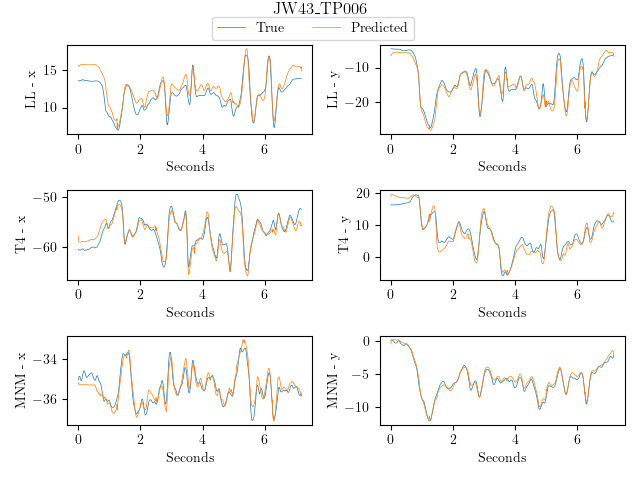 JW43_TP006
True Predicted
LL - x
15
10
0 2 4 6
Seconds
LL - y
−10
−20
0 2 4 6
Seconds
T4 - x
−50
−60
0 2 4 6
Seconds
T4 - y
20
10
0
0 2 4 6
Seconds
MNM - x
−34
−36
0 2 4 6
Seconds
MNM - y
0
−5
−10
0 2 4 6
Seconds